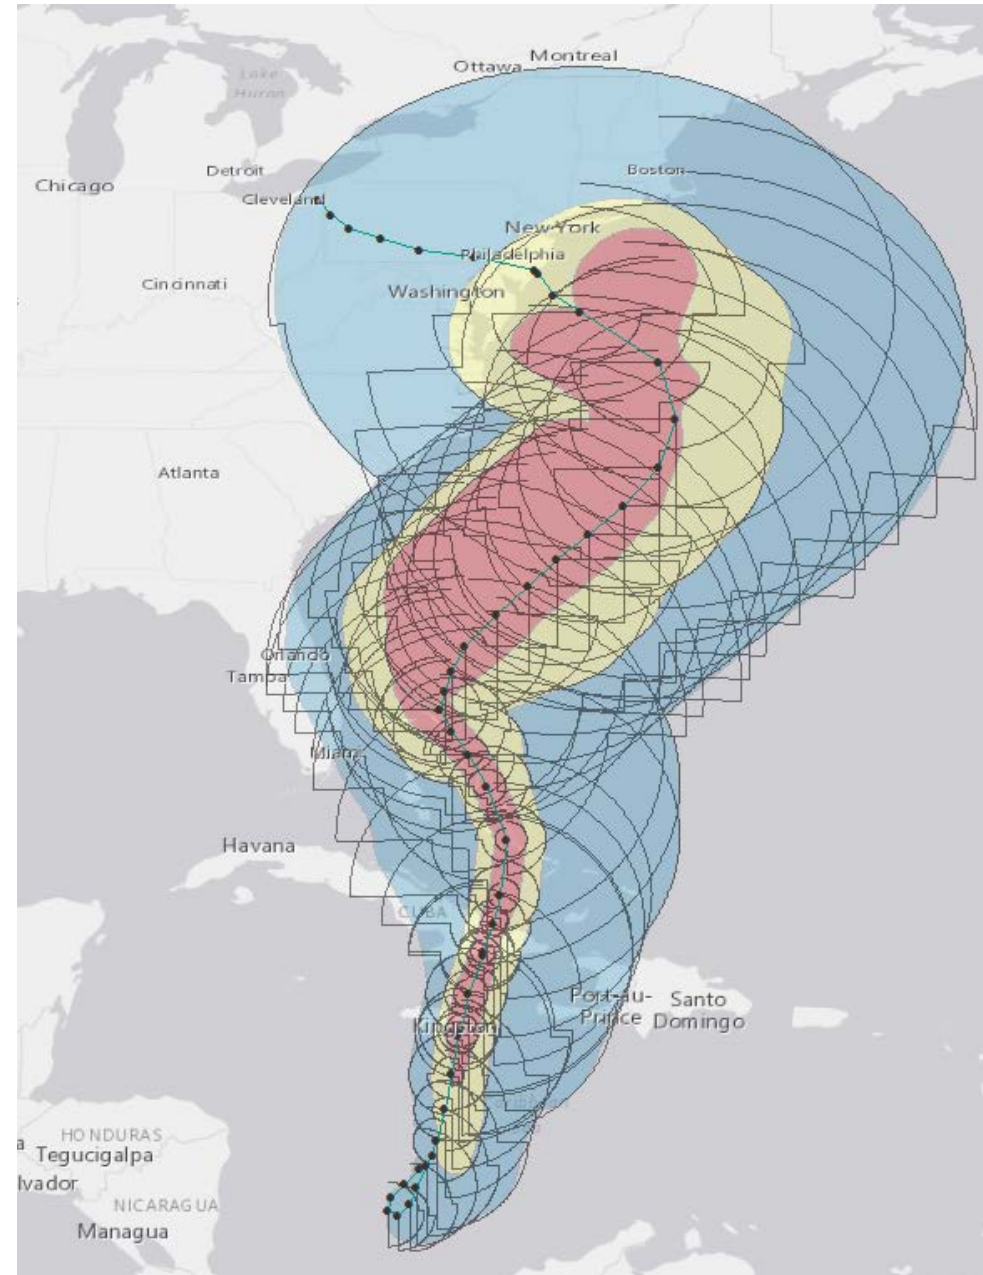 Montreal
Ottawa
Lake
Huron
Detroit
Boston
Chicago
Cleveland
New York
Philadelphia
Cincinnati
Washington
Atlanta
Orlando
Tampa
Miami
Havana
CUBA
Port-au-
Prince
Santo
Domingo
Kingston
HONDURAS
a
Tegucigalpa
lvador
NICARAGUA
Managua